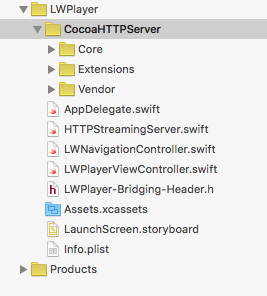 LWPlayer
CocoaHTTPServer
Core
Extensions
Vendor
AppDelegate.swift
HTTPStreamingServer.swift
LWNavigationController.swift
LWPlayerViewController.swift
h LWPlayer-Bridging-Header.h
Assets.xcassets
LaunchScreen.storyboard
Info.plist
Products